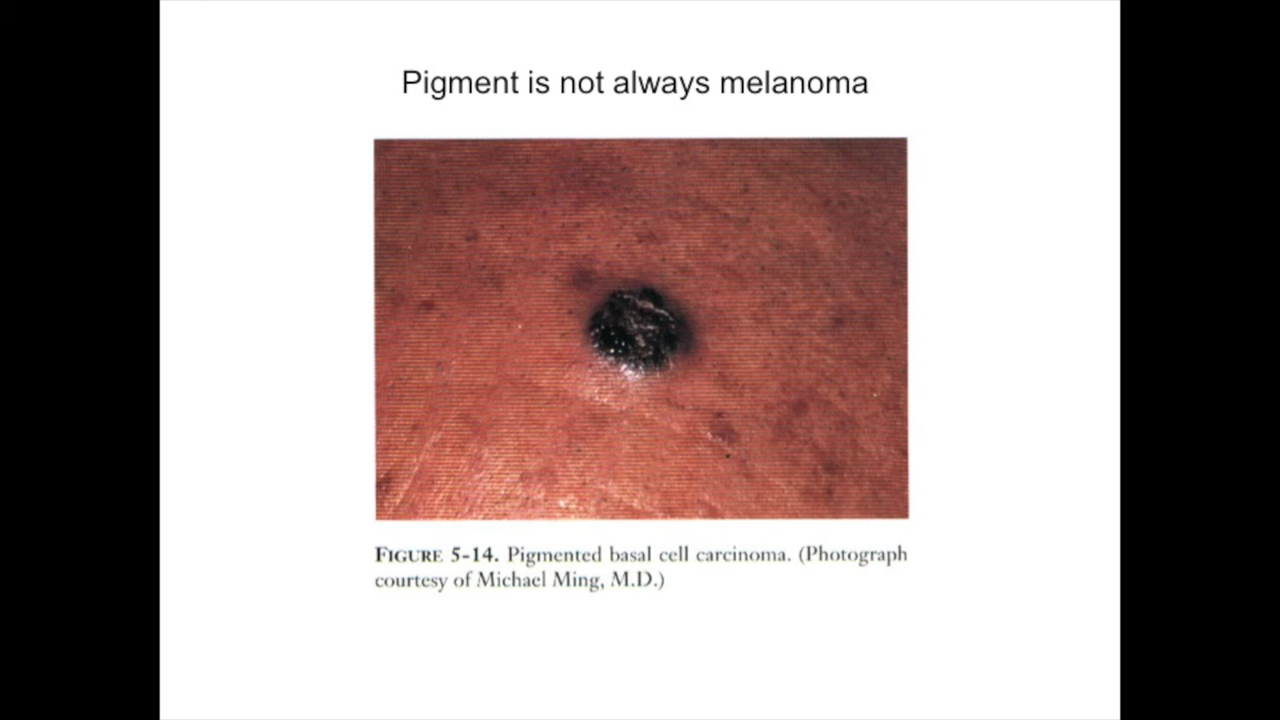 Pigment is not always melanoma
FIGURE 5-14. Pigmented basal cell carcinoma. (Photograph
courtesy of Michael Ming, M.D.)